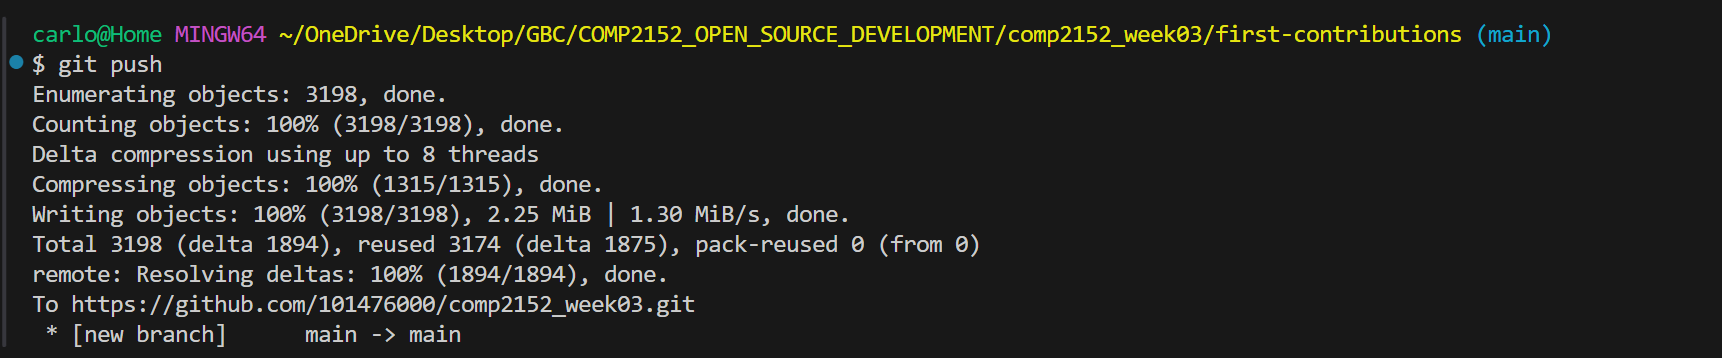 carlo@Home MINGW64 ~/OneDrive/Desktop/GBC/COMP2152_OPEN_SOURCE_DEVELOPMENT/comp2152_week03/first-contributions (main)
$ git push
Enumerating objects: 3198, done.
Counting objects: 100% (3198/3198), done.
Delta compression using up to 8 threads
Compressing objects: 100% (1315/1315), done.
Writing objects: 100% (3198/3198), 2.25 MiB | 1.30 MiB/s, done.
Total 3198 (delta 1894), reused 3174 (delta 1875), pack-reused 0 (from 0)
remote: Resolving deltas: 100% (1894/1894), done.
To https://github.com/101476000/comp2152_week03.git
 * [new branch]      main -> main